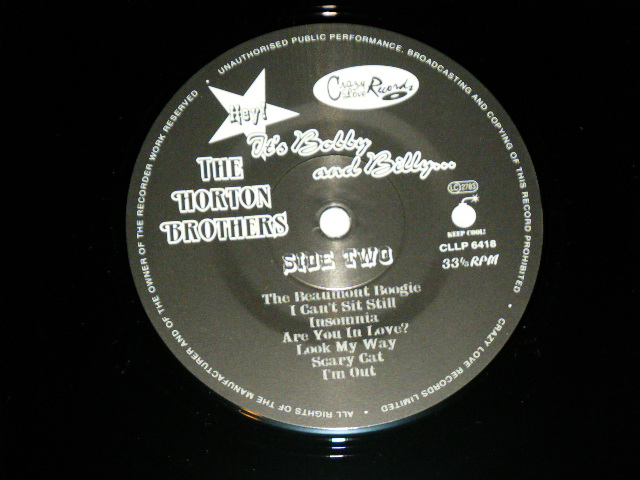 UNAUTHORISED PUBLIC PERFORMANCE, BROADCASTING AND COPYING OF THIS RECORD PROHIBITED •
CRAZY LOVE RECORDS LIMITED •
ALL RIGHTS OF THE MANUFACTURER AND OF THE OWNER OF THE RECORDER WORK RESERVED •
Hey!
Crazy Love Records
It's Bobby
and Billy...
THE
HORTON
BROTHERS
LC 2763
KEEP COOL!
CLLP 6418
33⅓ RPM
SIDE TWO
The Beaumont Boogie
I Can't Sit Still
Insomnia
Are You In Love?
Look My Way
Scary Cat
I'm Out